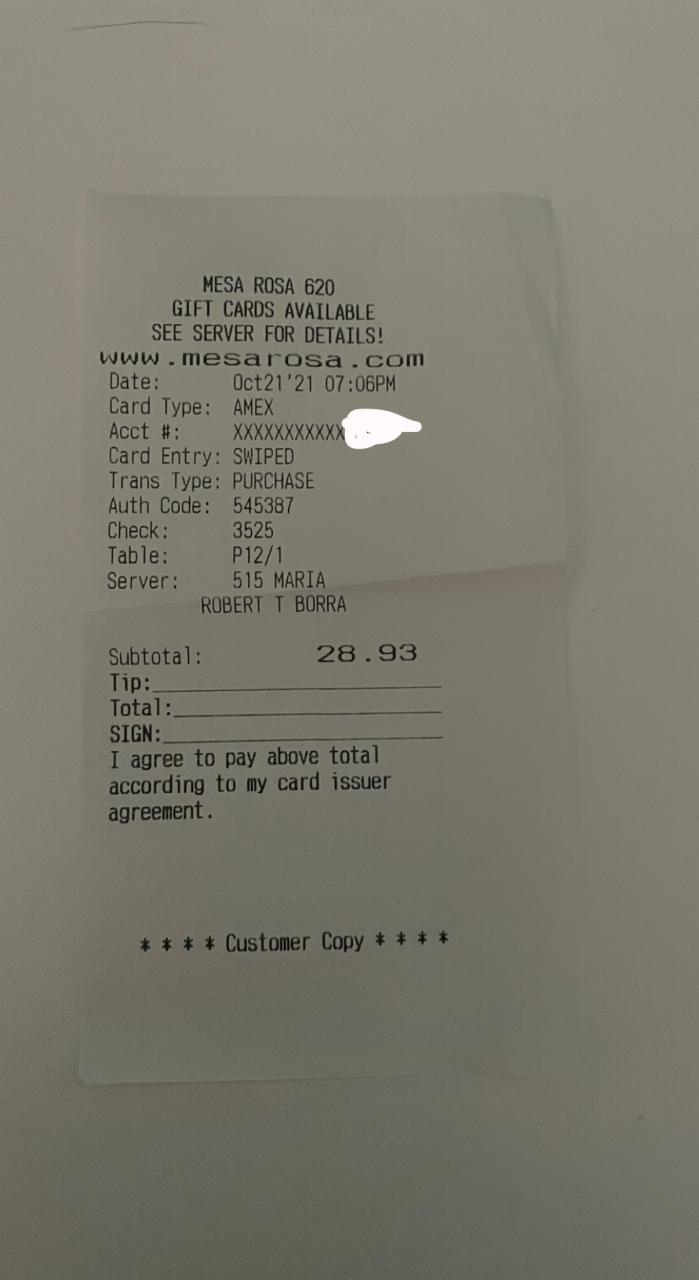 MESA ROSA 620
GIFT CARDS AVAILABLE
SEE SERVER FOR DETAILS!
www.mesarosa.com
Date: Oct21'21 07:06PM
Card Type: AMEX
Acct #: XXXXXXXXXXX
Card Entry: SWIPED
Trans Type: PURCHASE
Auth Code: 545387
Check: 3525
Table: P12/1
Server: 515 MARIA
ROBERT T BORRA
Subtotal: 28.93
Tip:
Total:
SIGN:
I agree to pay above total
according to my card issuer
agreement.
* * * * Customer Copy * * * *